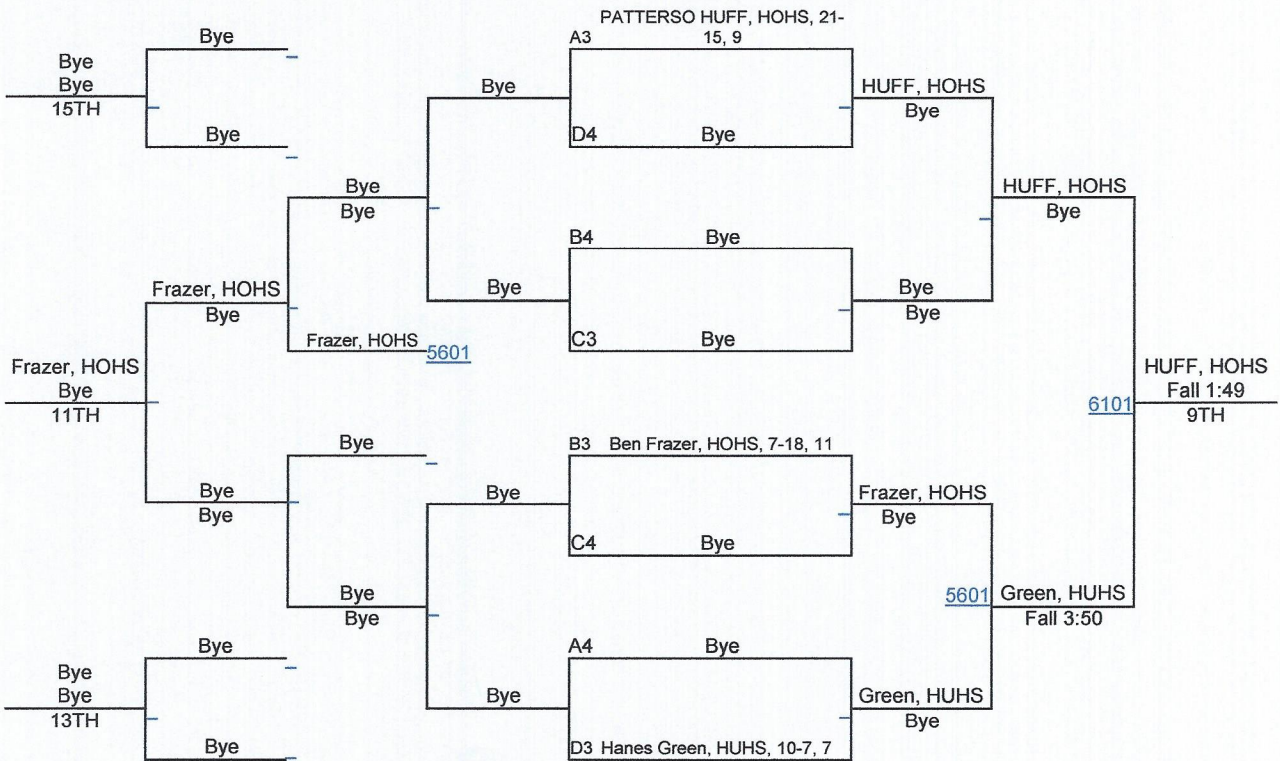 PATTERSO HUFF, HOHS, 21-
A3 15, 9
Bye
Bye
Bye
15TH
Bye
HUFF, HOHS
Bye
Bye
D4 Bye
Bye
Bye
HUFF, HOHS
Bye
B4 Bye
Frazer, HOHS
Bye
Bye
Bye
Bye
Frazer, HOHS 5601
C3 Bye
Frazer, HOHS
Bye
11TH
HUFF, HOHS
6101 Fall 1:49
9TH
Bye
B3 Ben Frazer, HOHS, 7-18, 11
Bye
Bye
Bye
Frazer, HOHS
Bye
C4 Bye
Bye
Bye
5601 Green, HUHS
Fall 3:50
Bye
A4 Bye
Bye
Bye
13TH
Bye
Green, HUHS
Bye
Bye
D3 Hanes Green, HUHS, 10-7, 7